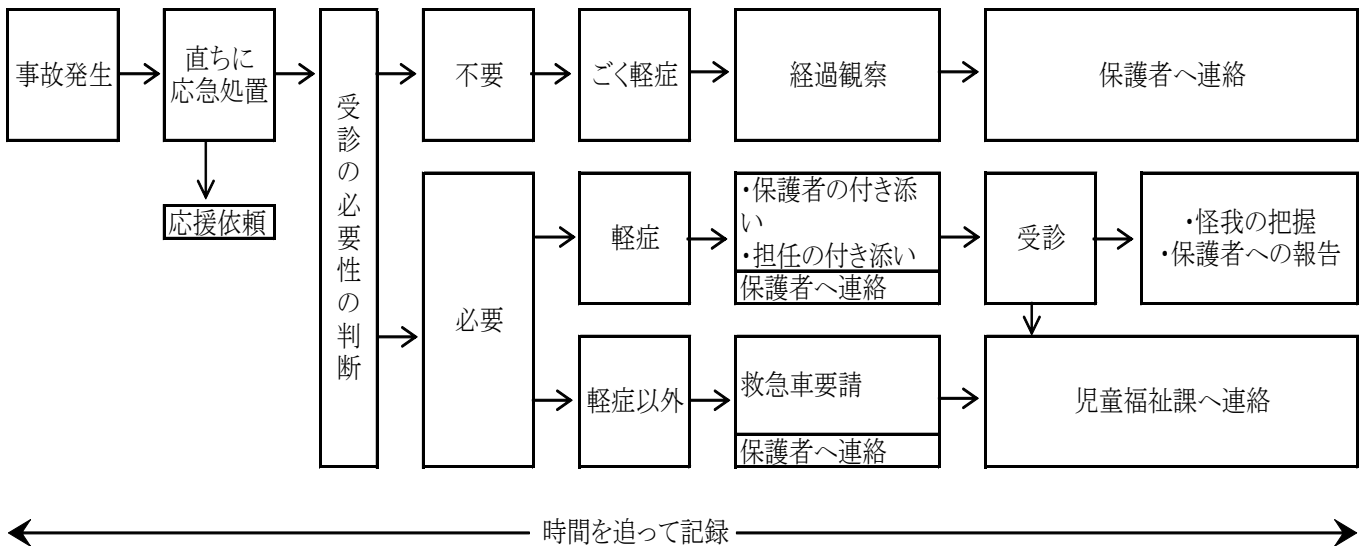 事故発生
直ちに
応急処置
応援依頼
受診の必要性の判断
不要
ごく軽症
経過観察
保護者へ連絡
必要
軽症
・保護者の付き添
い
・担任の付き添い
保護者へ連絡
受診
・怪我の把握
・保護者への報告
軽症以外
救急車要請
保護者へ連絡
児童福祉課へ連絡
時間を追って記録